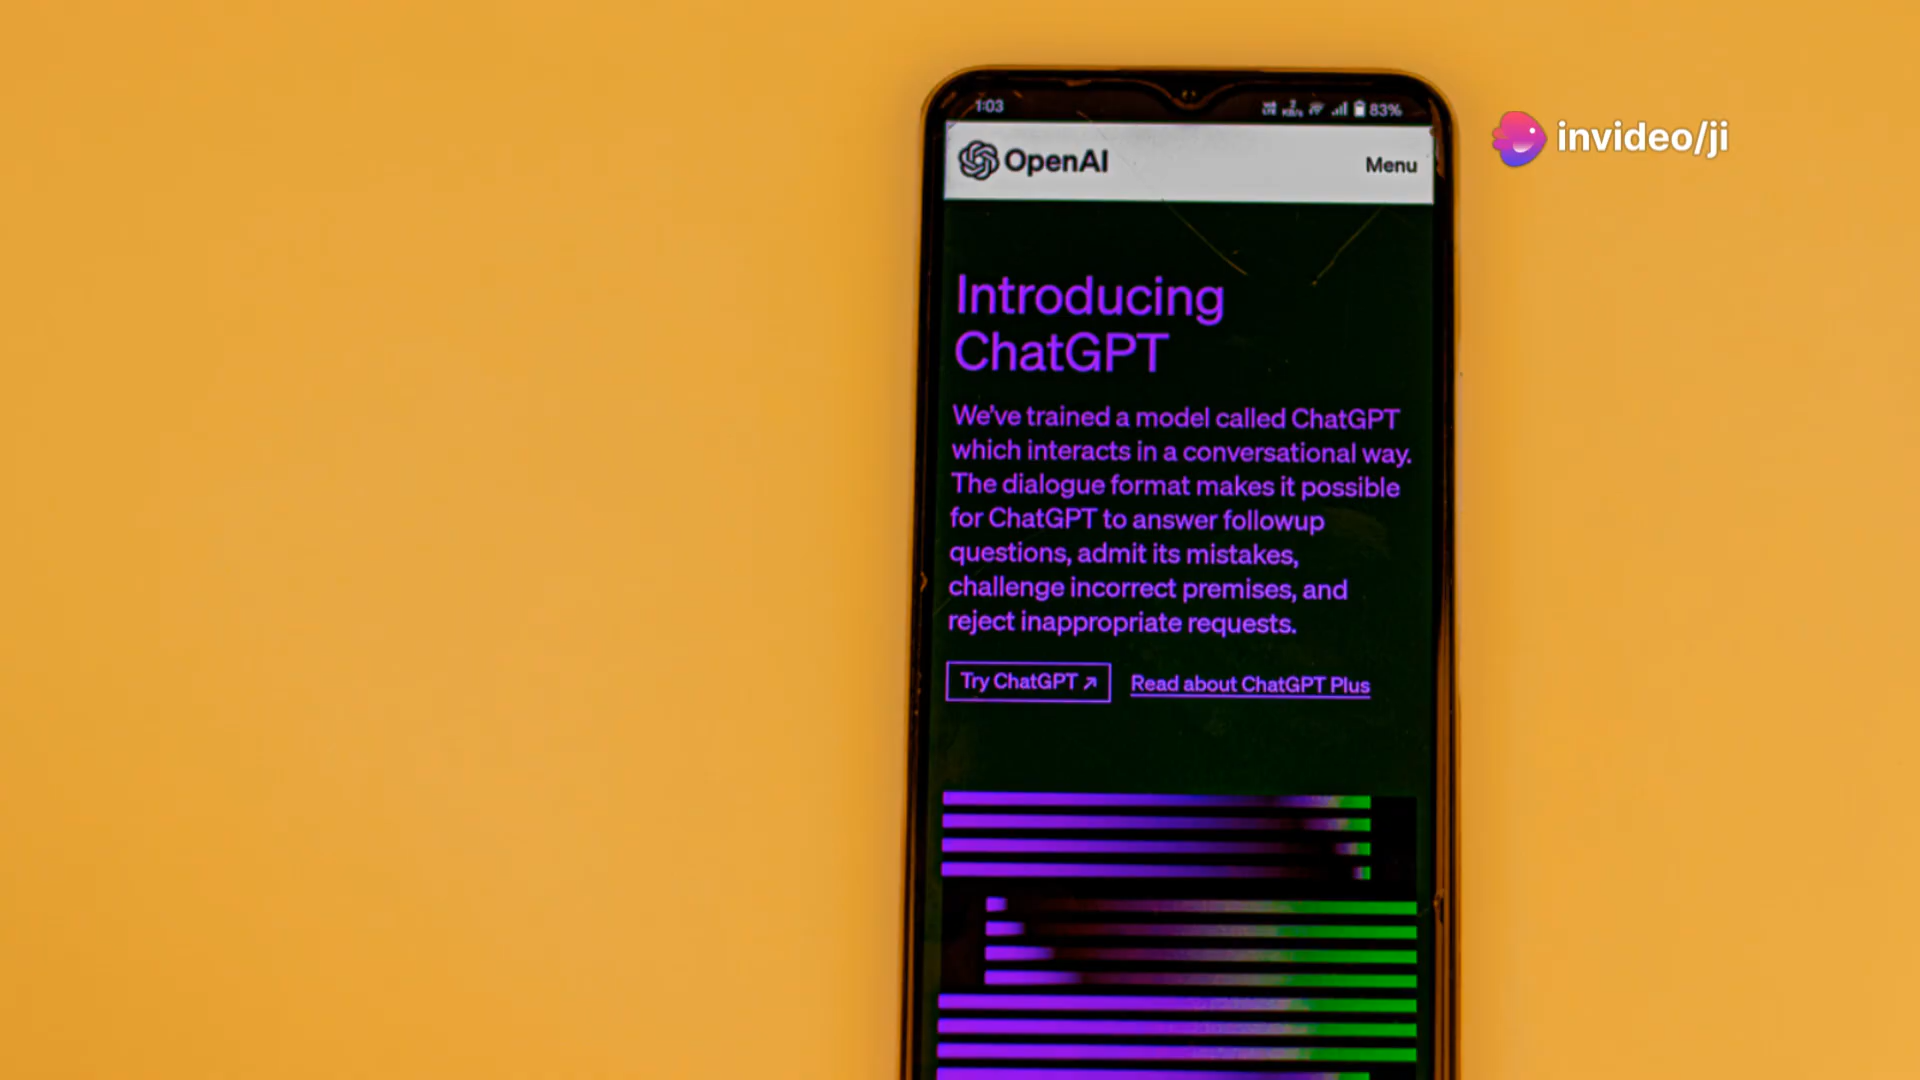 1:03
83%
OpenAI
Menu
invideo/ji
Introducing
ChatGPT
We've trained a model called ChatGPT
which interacts in a conversational way.
The dialogue format makes it possible
for ChatGPT to answer followup
questions, admit its mistakes,
challenge incorrect premises, and
reject inappropriate requests.
Try ChatGPT ↗
Read about ChatGPT Plus